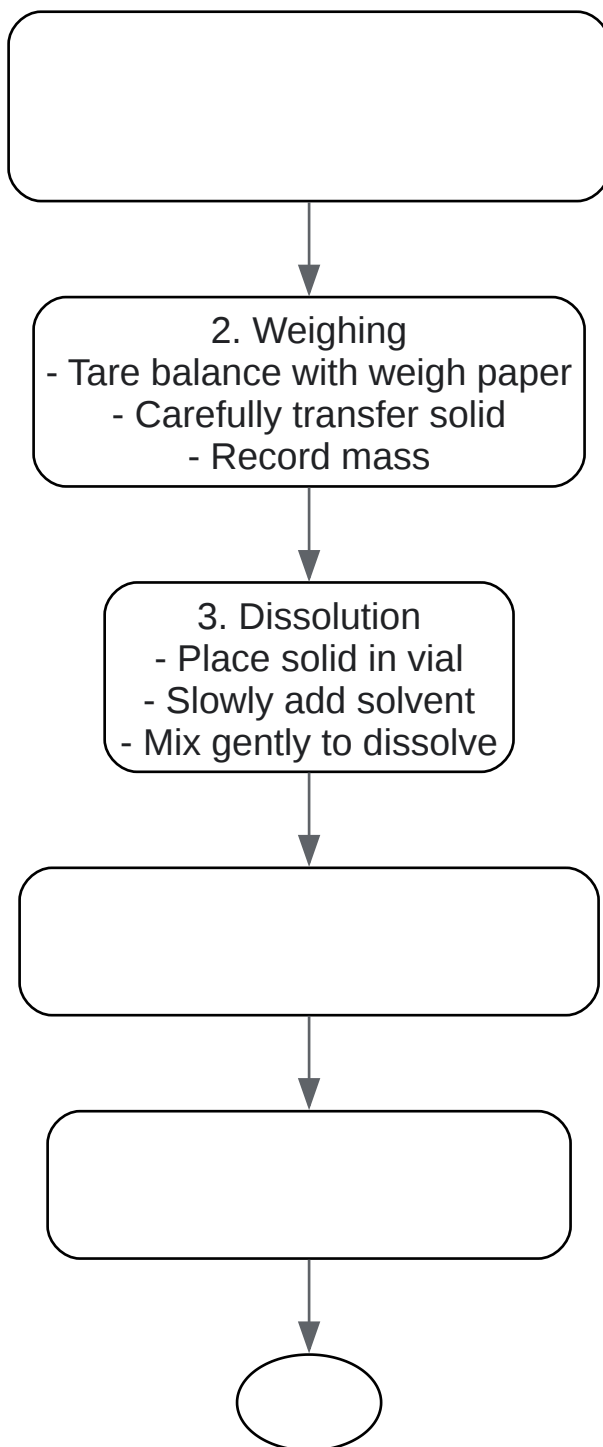 2. Weighing
- Tare balance with weigh paper
- Carefully transfer solid
- Record mass
3. Dissolution
- Place solid in vial
- Slowly add solvent
- Mix gently to dissolve